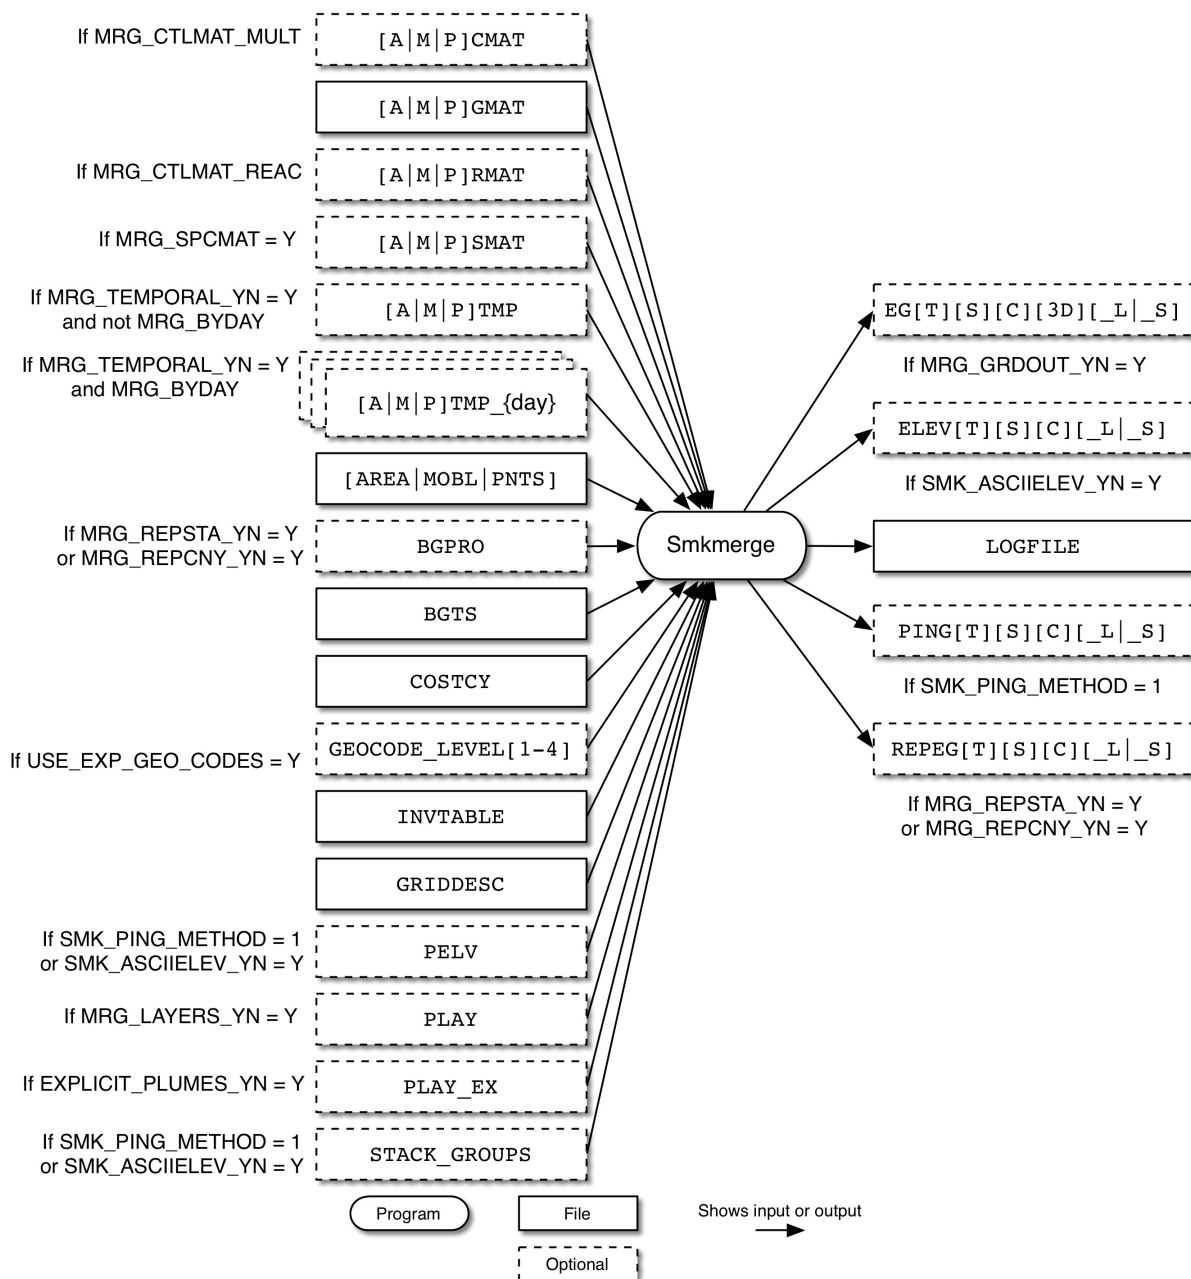 If MRG_CTLMAT_MULT
[A|M|P]CMAT
[A|M|P]GMAT
If MRG_CTLMAT_REAC
[A|M|P]RMAT
If MRG_SPCMAT = Y
[A|M|P]SMAT
If MRG_TEMPORAL_YN = Y
and not MRG_BYDAY
[A|M|P]TMP
If MRG_TEMPORAL_YN = Y
and MRG_BYDAY
[A|M|P]TMP_{day}
[AREA|MOBL|PNTS]
If MRG_REPSTA_YN = Y
or MRG_REPCNY_YN = Y
BGPRO
BGTS
COSTCY
If USE_EXP_GEO_CODES = Y
GEOCODE_LEVEL[1-4]
INVTABLE
GRIDDESC
If SMK_PING_METHOD = 1
or SMK_ASCIIELEV_YN = Y
PELV
If MRG_LAYERS_YN = Y
PLAY
If EXPLICIT_PLUMES_YN = Y
PLAY_EX
If SMK_PING_METHOD = 1
or SMK_ASCIIELEV_YN = Y
STACK_GROUPS
Smkmerge
EG[T][S][C][3D][_L|_S]
If MRG_GRDOUT_YN = Y
ELEV[T][S][C][_L|_S]
If SMK_ASCIIELEV_YN = Y
LOGFILE
PING[T][S][C][_L|_S]
If SMK_PING_METHOD = 1
REPEG[T][S][C][_L|_S]
If MRG_REPSTA_YN = Y
or MRG_REPCNY_YN = Y
Program
File
Shows input or output
Optional